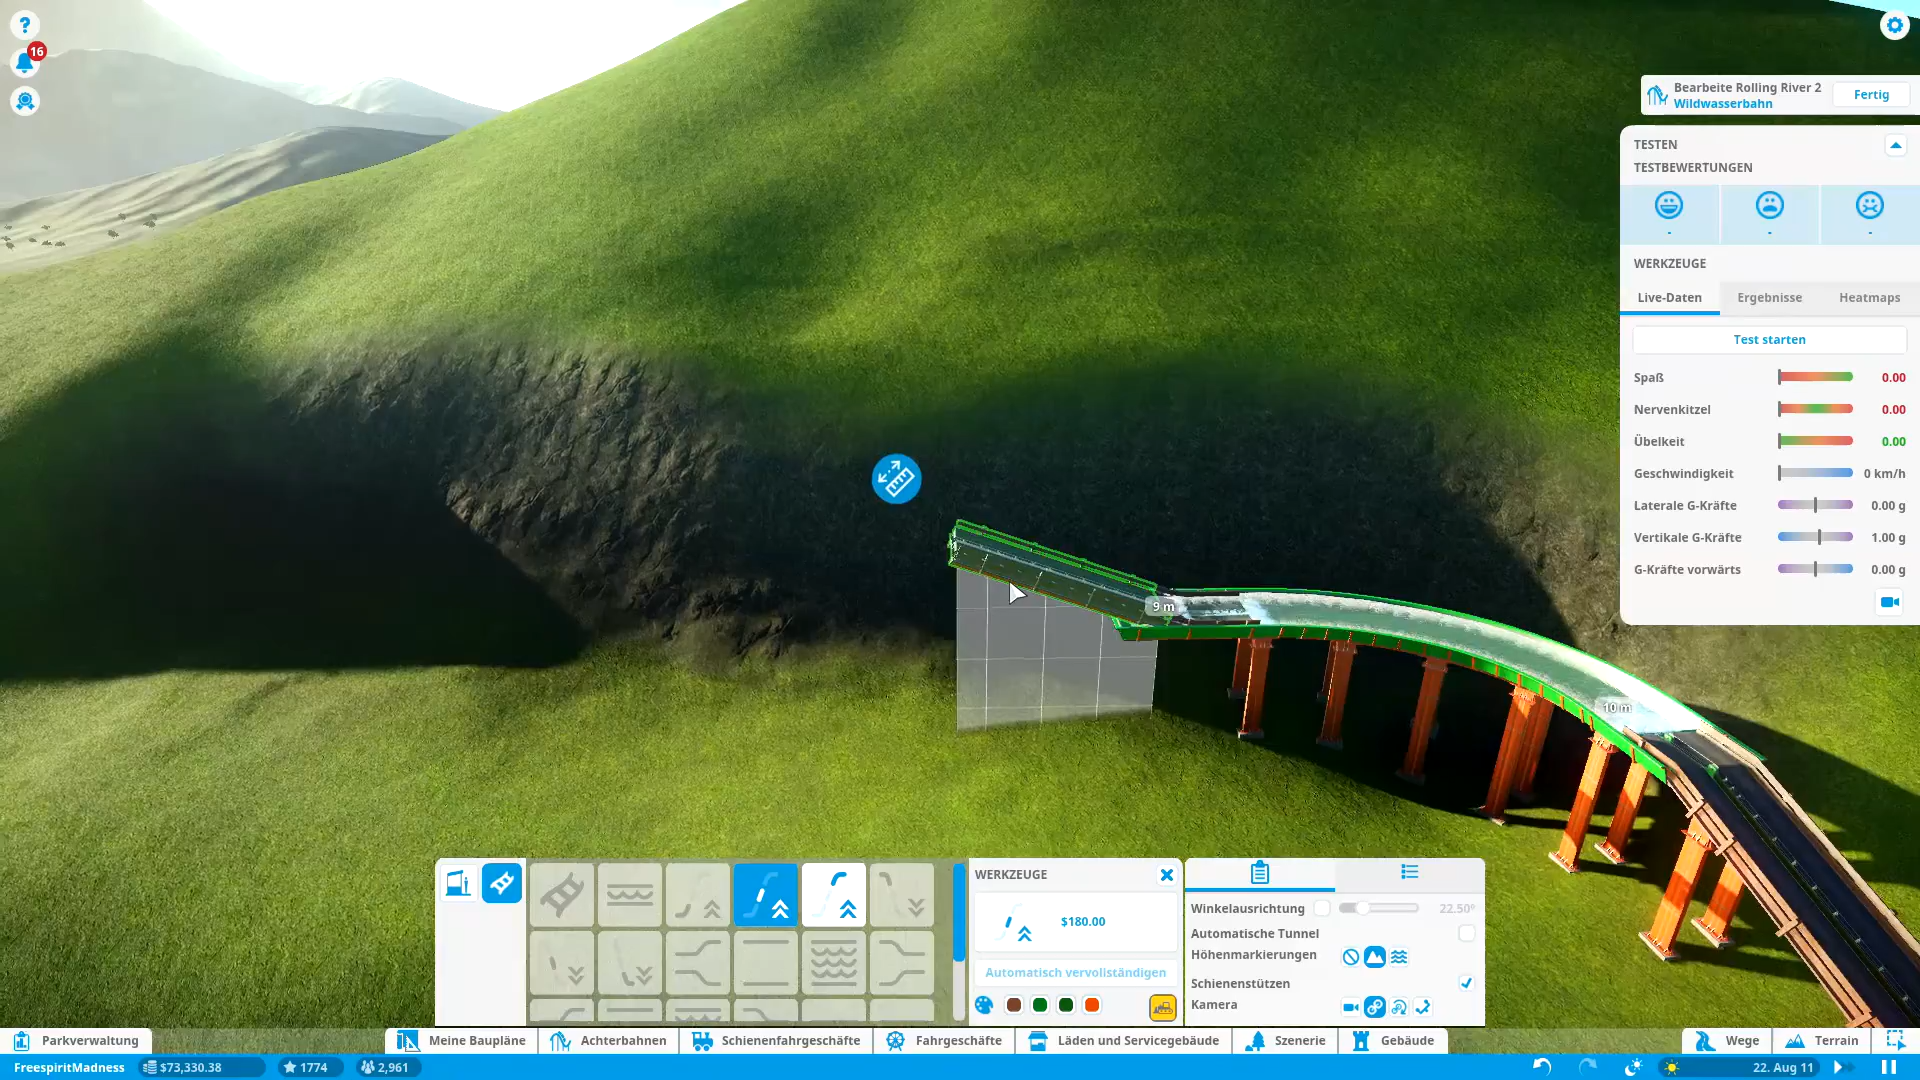 ?
16
Bearbeite Rolling River 2
Wildwasserbahn
Fertig
TESTEN
TESTBEWERTUNGEN
- - -
WERKZEUGE
Live-Daten Ergebnisse Heatmaps
Test starten
Spaß 0.00
Nervenkitzel 0.00
Übelkeit 0.00
Geschwindigkeit 0 km/h
Laterale G-Kräfte 0.00 g
Vertikale G-Kräfte 1.00 g
G-Kräfte vorwärts 0.00 g
9 m
10 m
WERKZEUGE
$180.00
Automatisch vervollständigen
Winkelausrichtung 22.50°
Automatische Tunnel
Höhenmarkierungen
Schienenstützen
Kamera
Parkverwaltung Meine Baupläne Achterbahnen Schienenfahrgeschäfte Fahrgeschäfte Läden und Servicegebäude Szenerie Gebäude Wege Terrain
FreespiritMadness $73,330.38 1774 2,961 22. Aug 11